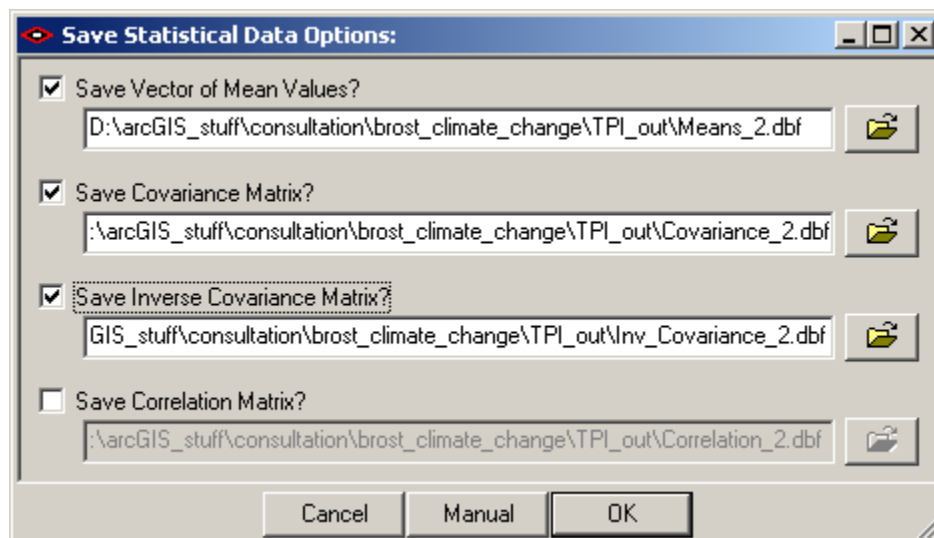 Save Statistical Data Options:
Save Vector of Mean Values?
D:\arcGIS_stuff\consultation\brost_climate_change\TPI_out\Means_2.dbf
Save Covariance Matrix?
:\arcGIS_stuff\consultation\brost_climate_change\TPI_out\Covariance_2.dbf
Save Inverse Covariance Matrix?
GIS_stuff\consultation\brost_climate_change\TPI_out\Inv_Covariance_2.dbf
Save Correlation Matrix?
:\arcGIS_stuff\consultation\brost_climate_change\TPI_out\Correlation_2.dbf
Cancel Manual OK